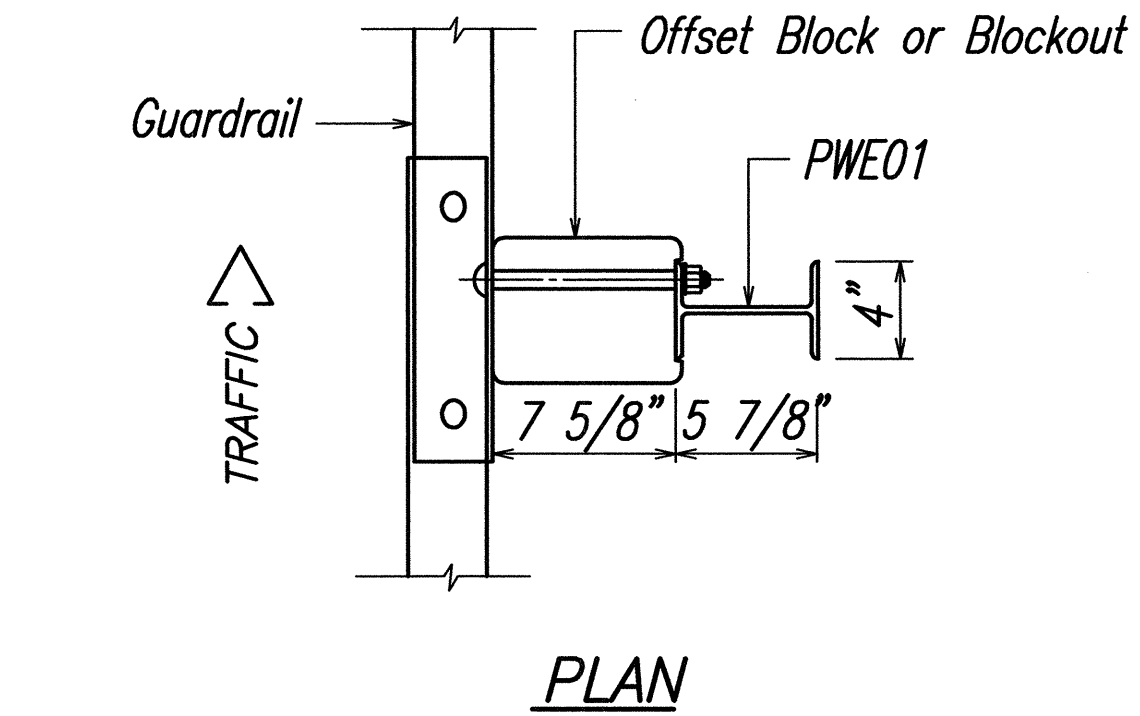 Offset Block or Blockout
Guardrail
PWE01
4"
TRAFFIC
7 5/8" 5 7/8"
PLAN